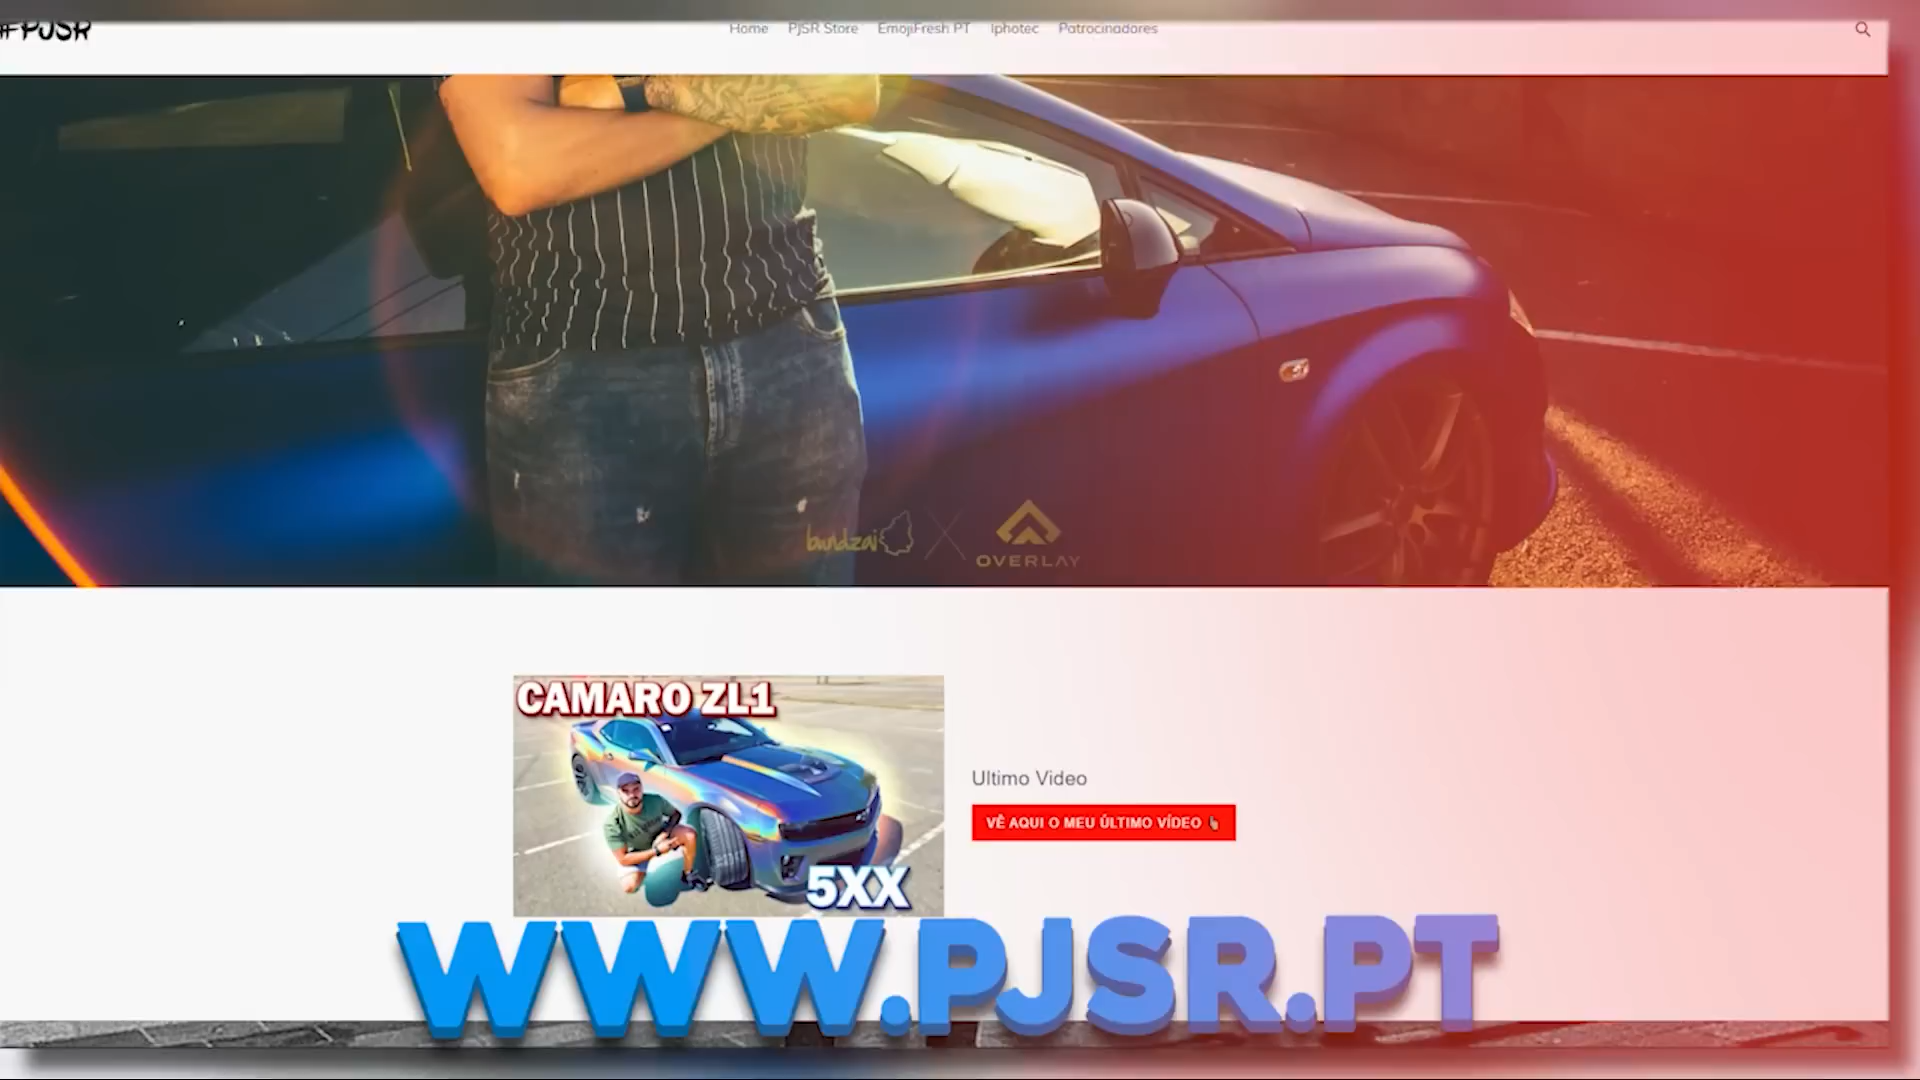 #PJSR
Home PJSR Store EmojiFresh PT Iphotec Patrocinadores
bundzai X OVERLAY
CAMARO ZL1
5XX
Ultimo Video
VÊ AQUI O MEU ÚLTIMO VÍDEO
WWW.PJSR.PT